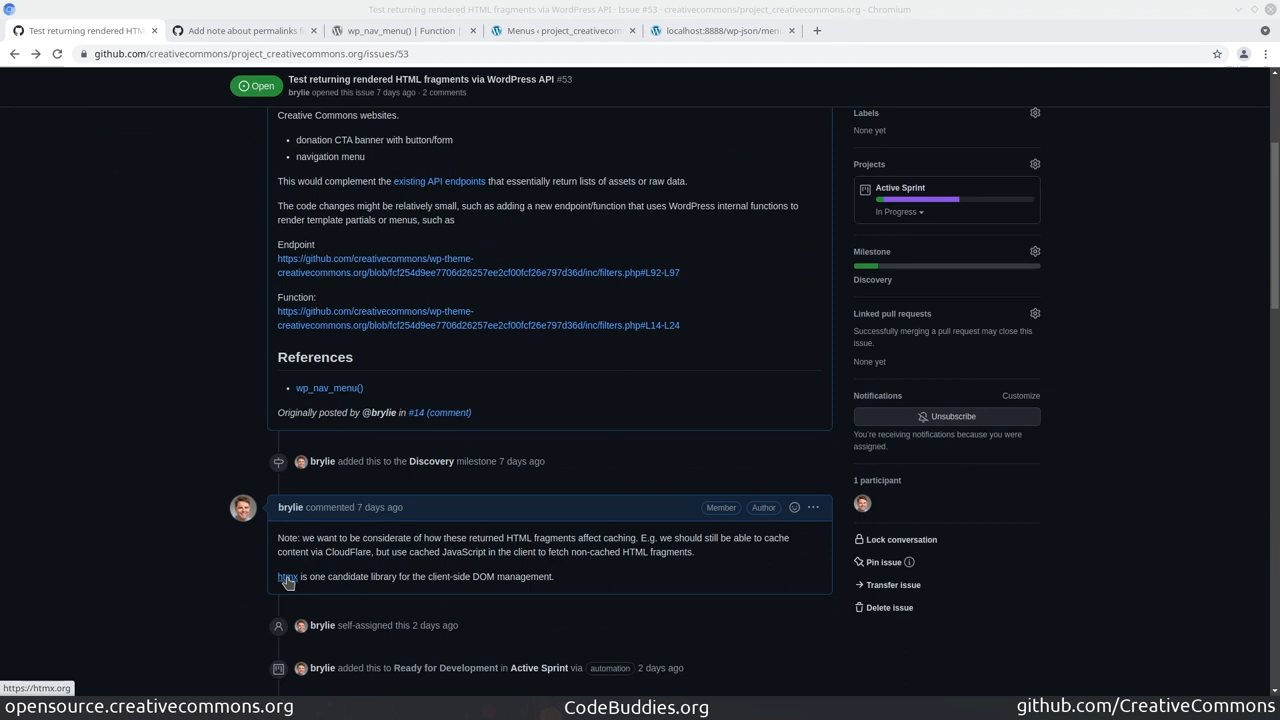 Test returning rendered HTML fragments via WordPress API · Issue #53 · creativecommons/project_creativecommons.org - Chromium
Test returning rendered HTM
Add note about permalinks f
wp_nav_menu() | Function |
Menus ‹ project_creativecom
localhost:8888/wp-json/men
github.com/creativecommons/project_creativecommons.org/issues/53
Open
Test returning rendered HTML fragments via WordPress API #53
brylie opened this issue 7 days ago · 2 comments
Creative Commons websites.
• donation CTA banner with button/form
• navigation menu
This would complement the existing API endpoints that essentially return lists of assets or raw data.
The code changes might be relatively small, such as adding a new endpoint/function that uses WordPress internal functions to
render template partials or menus, such as
Endpoint
https://github.com/creativecommons/wp-theme-
creativecommons.org/blob/fcf254d9ee7706d26257ee2cf00fcf26e797d36d/inc/filters.php#L92-L97
Function:
https://github.com/creativecommons/wp-theme-
creativecommons.org/blob/fcf254d9ee7706d26257ee2cf00fcf26e797d36d/inc/filters.php#L14-L24
References
• wp_nav_menu()
Originally posted by @brylie in #14 (comment)
brylie added this to the Discovery milestone 7 days ago
brylie commented 7 days ago
Member
Author
Note: we want to be considerate of how these returned HTML fragments affect caching. E.g. we should still be able to cache
content via CloudFlare, but use cached JavaScript in the client to fetch non-cached HTML fragments.
htmx is one candidate library for the client-side DOM management.
brylie self-assigned this 2 days ago
brylie added this to Ready for Development in Active Sprint via automation 2 days ago
Labels
None yet
Projects
Active Sprint
In Progress
Milestone
Discovery
Linked pull requests
Successfully merging a pull request may close this
issue.
None yet
Notifications
Customize
Unsubscribe
You're receiving notifications because you were
assigned.
1 participant
Lock conversation
Pin issue
Transfer issue
Delete issue
https://htmx.org
opensource.creativecommons.org
CodeBuddies.org
github.com/CreativeCommons